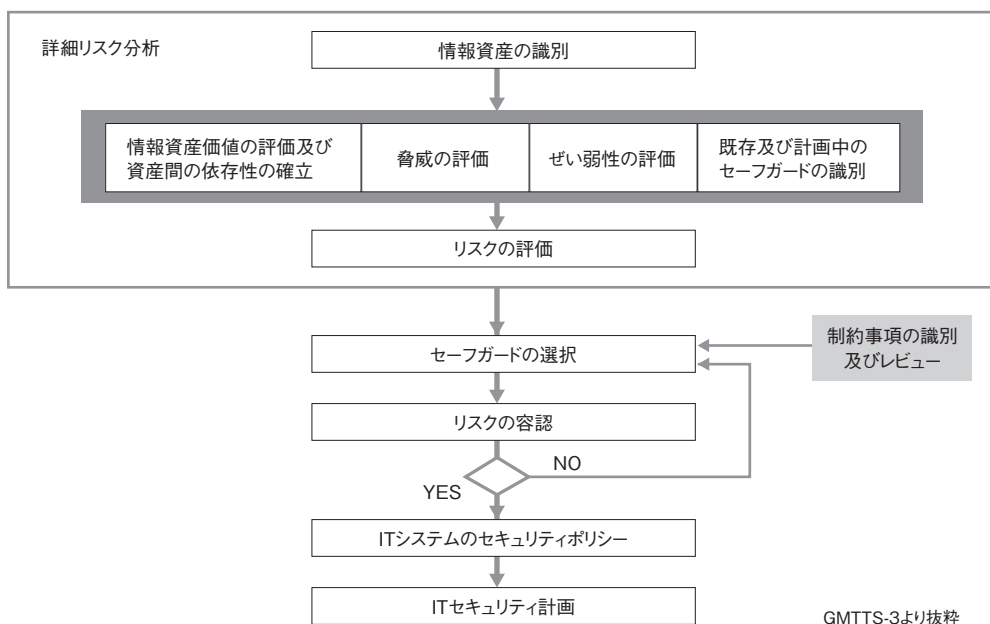 詳細リスク分析
情報資産の識別
情報資産価値の評価及び
資産間の依存性の確立
脅威の評価
ぜい弱性の評価
既存及び計画中の
セーフガードの識別
リスクの評価
セーフガードの選択
制約事項の識別
及びレビュー
リスクの容認
NO
YES
ITシステムのセキュリティポリシー
ITセキュリティ計画
GMTTS-3より抜粋